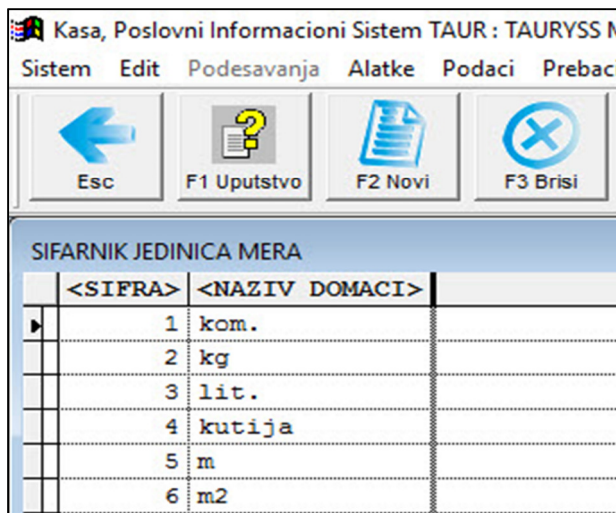 Kasa, Poslovni Informacioni Sistem TAUR : TAURYSS
Sistem Edit Podesavanja Alatke Podaci Prebac
Esc F1 Uputstvo F2 Novi F3 Brisi
SIFARNIK JEDINICA MERA
<SIFRA> <NAZIV DOMACI>
1 kom.
2 kg
3 lit.
4 kutija
5 m
6 m2